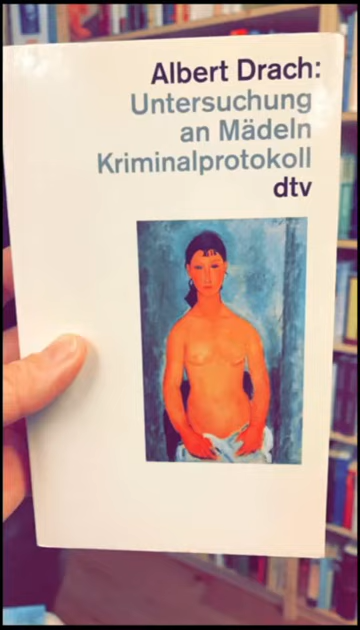 Albert Drach:
Untersuchung
an Mädeln
Kriminalprotokoll
dtv